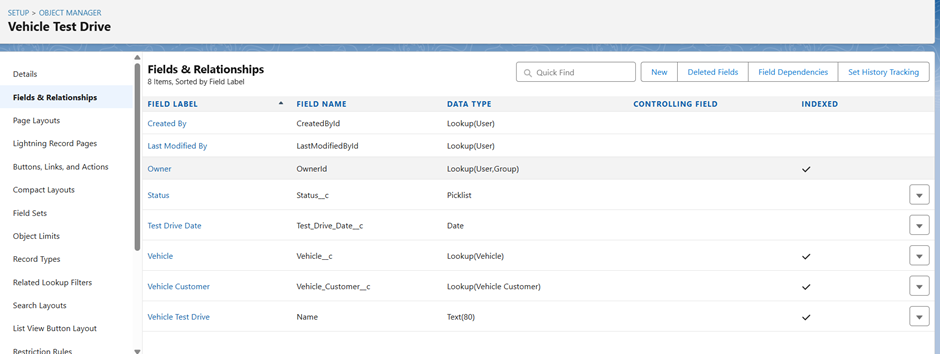 SETUP > OBJECT MANAGER
Vehicle Test Drive
Details
Fields & Relationships
Page Layouts
Lightning Record Pages
Buttons, Links, and Actions
Compact Layouts
Field Sets
Object Limits
Record Types
Related Lookup Filters
Search Layouts
List View Button Layout
Restriction Rules
Fields & Relationships
8 Items, Sorted by Field Label
Quick Find
New
Deleted Fields
Field Dependencies
Set History Tracking
FIELD LABEL FIELD NAME DATA TYPE CONTROLLING FIELD INDEXED
Created By CreatedById Lookup(User)
Last Modified By LastModifiedById Lookup(User)
Owner OwnerId Lookup(User,Group)
Status Status__c Picklist
Test Drive Date Test_Drive_Date__c Date
Vehicle Vehicle__c Lookup(Vehicle)
Vehicle Customer Vehicle_Customer__c Lookup(Vehicle Customer)
Vehicle Test Drive Name Text(80)